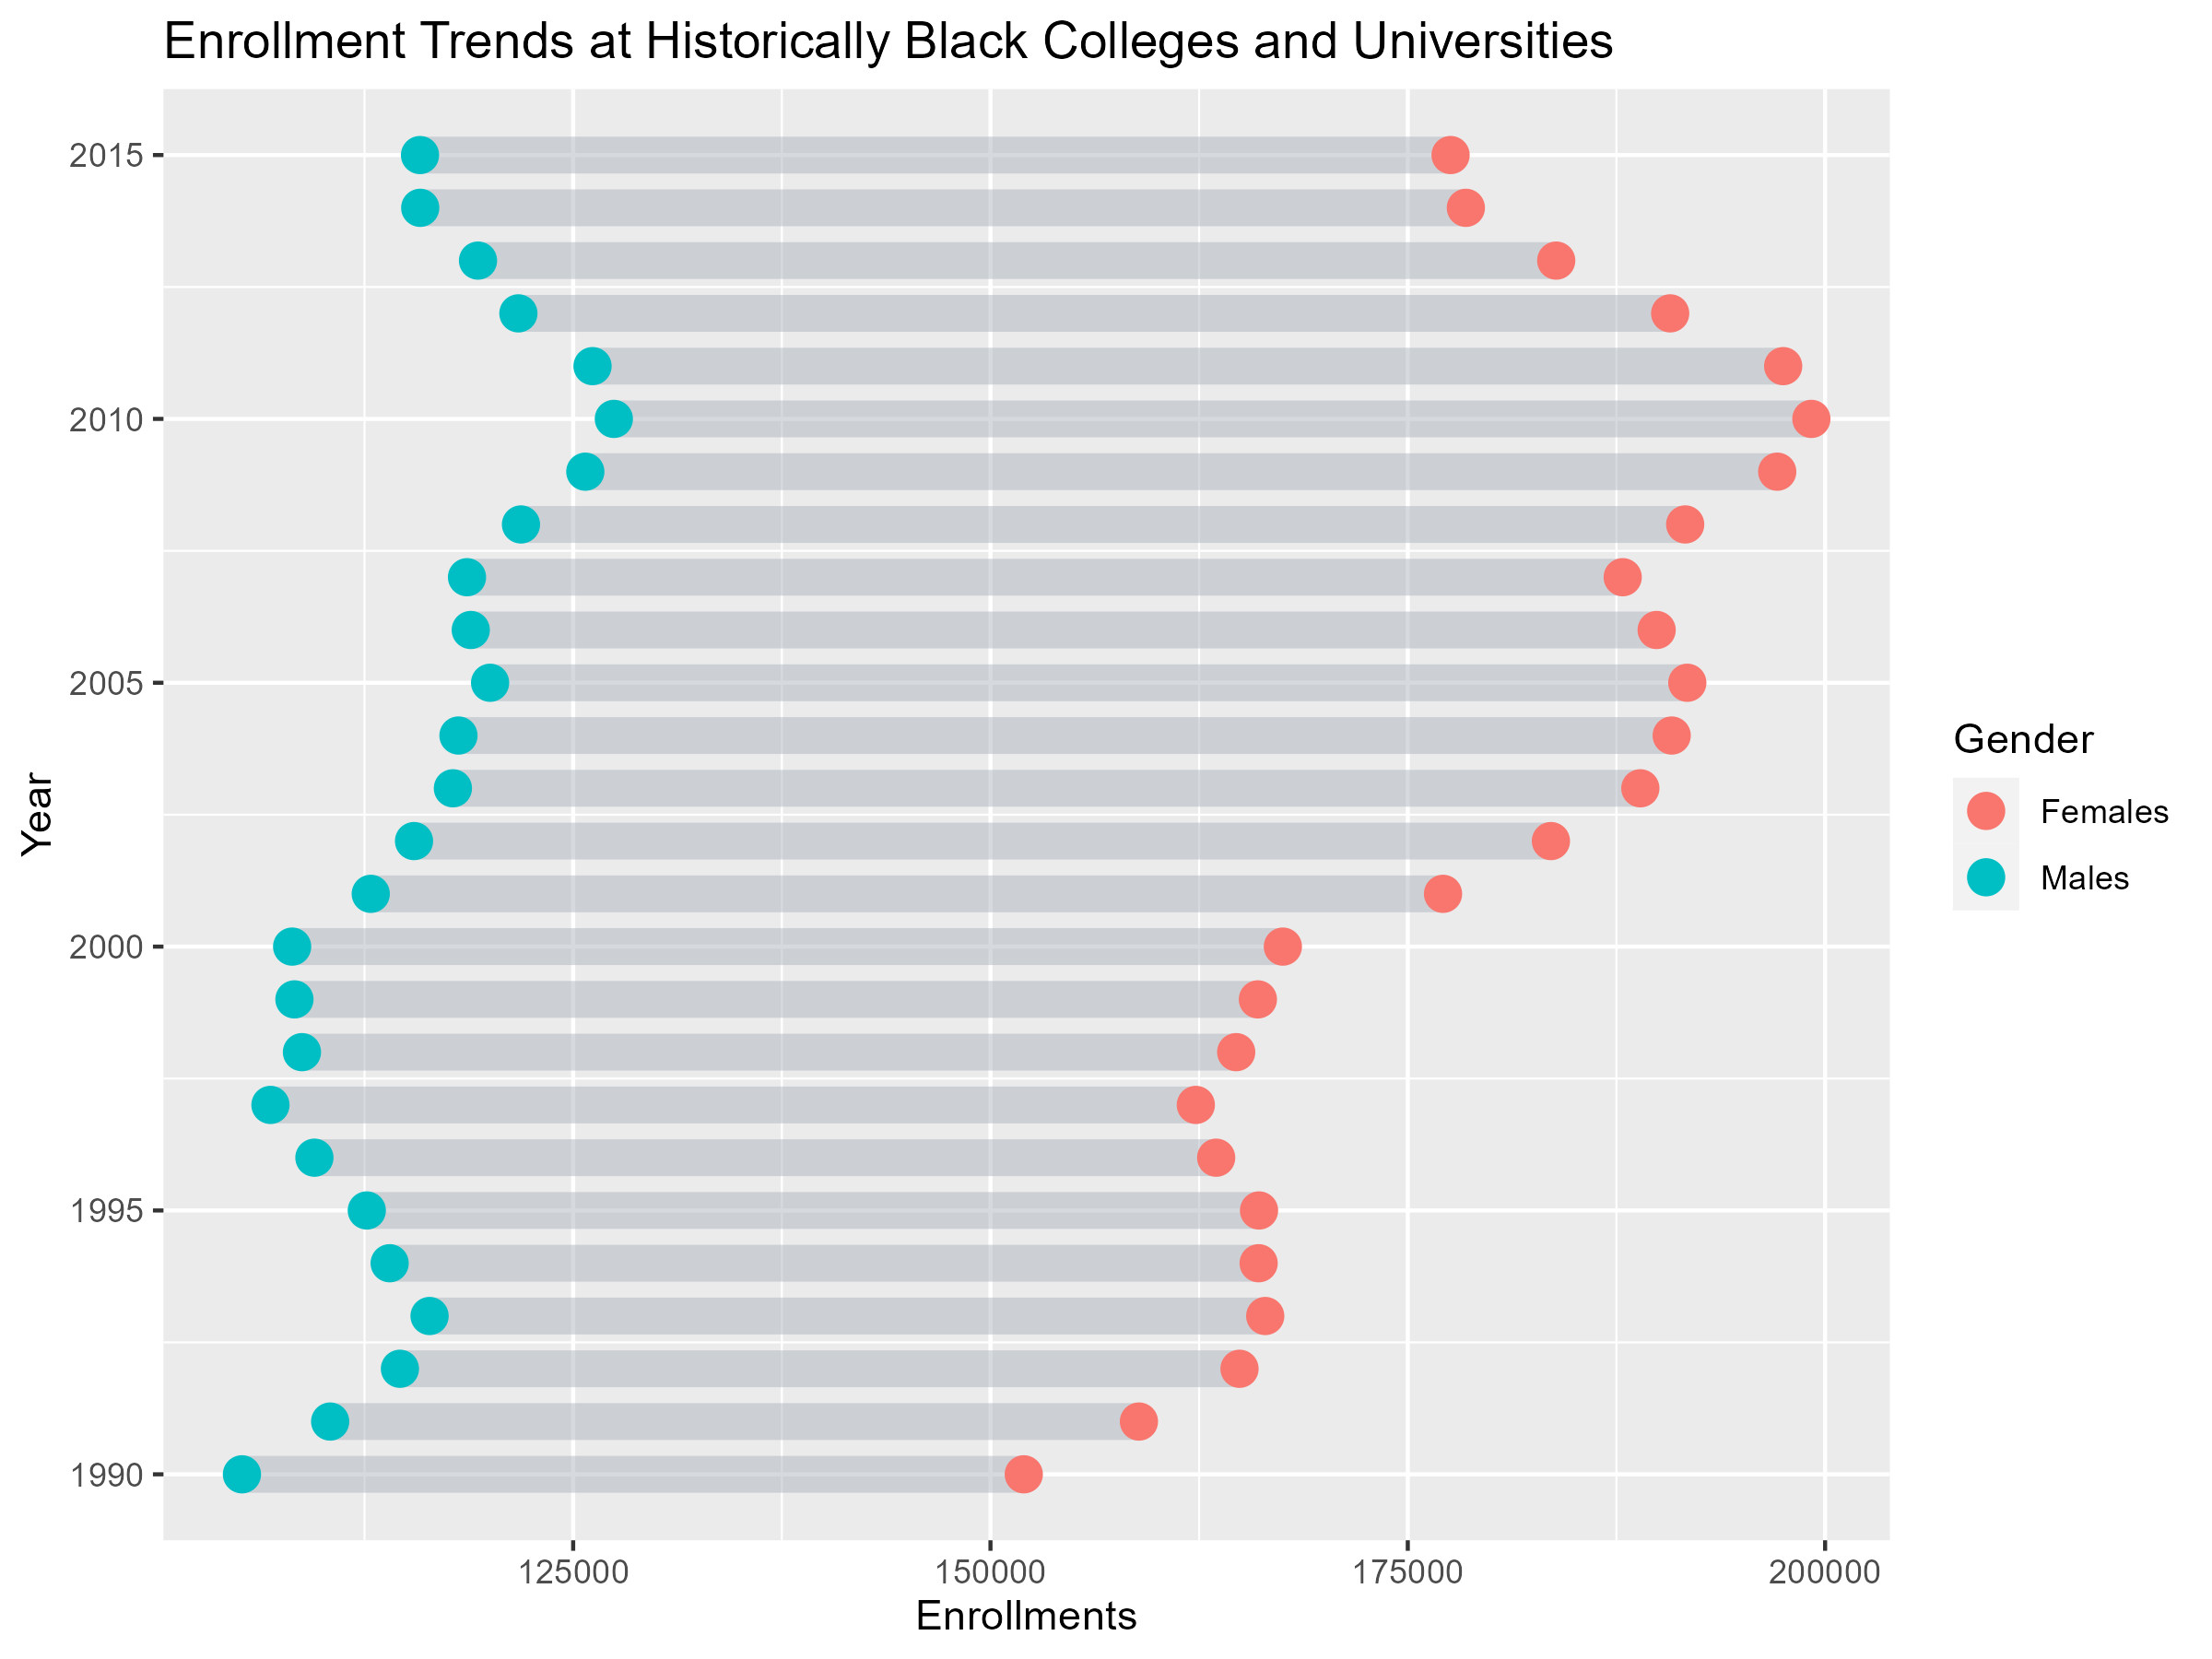 Enrollment Trends at Historically Black Colleges and Universities
2015
2010
2005
2000
1995
1990
Year
125000 150000 175000 200000
Enrollments
Gender
Females
Males